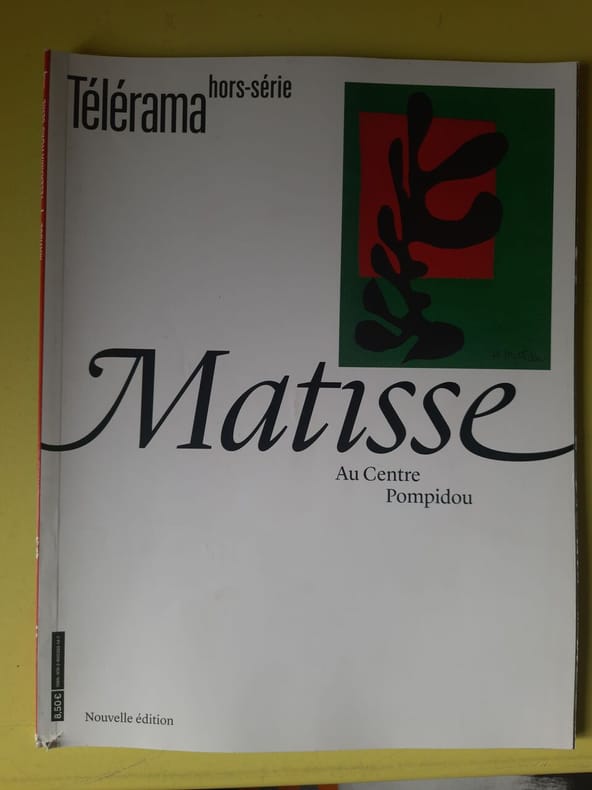 Télérama hors-série
Matisse
Au Centre
Pompidou
Nouvelle édition
8,50 €